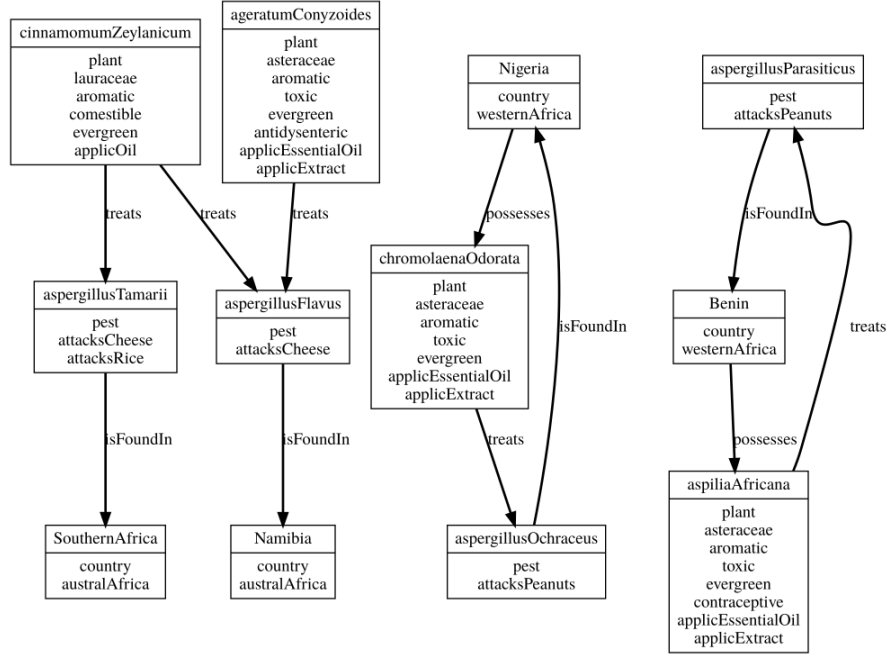 cinnamomumZeylanicum
plant
lauraceae
aromatic
comestible
evergreen
applicOil
ageratumConyzoides
plant
asteraceae
aromatic
toxic
evergreen
antidysenteric
applicEssentialOil
applicExtract
Nigeria
country
westernAfrica
aspergillusParasiticus
pest
attacksPeanuts
treats
treats
treats
possesses
isFoundIn
aspergillusTamarii
pest
attacksCheese
attacksRice
aspergillusFlavus
pest
attacksCheese
chromolaenaOdorata
plant
asteraceae
aromatic
toxic
evergreen
applicEssentialOil
applicExtract
isFoundIn
Benin
country
westernAfrica
treats
isFoundIn
isFoundIn
treats
possesses
SouthernAfrica
country
australAfrica
Namibia
country
australAfrica
aspergillusOchraceus
pest
attacksPeanuts
aspiliaAfricana
plant
asteraceae
aromatic
toxic
evergreen
contraceptive
applicEssentialOil
applicExtract